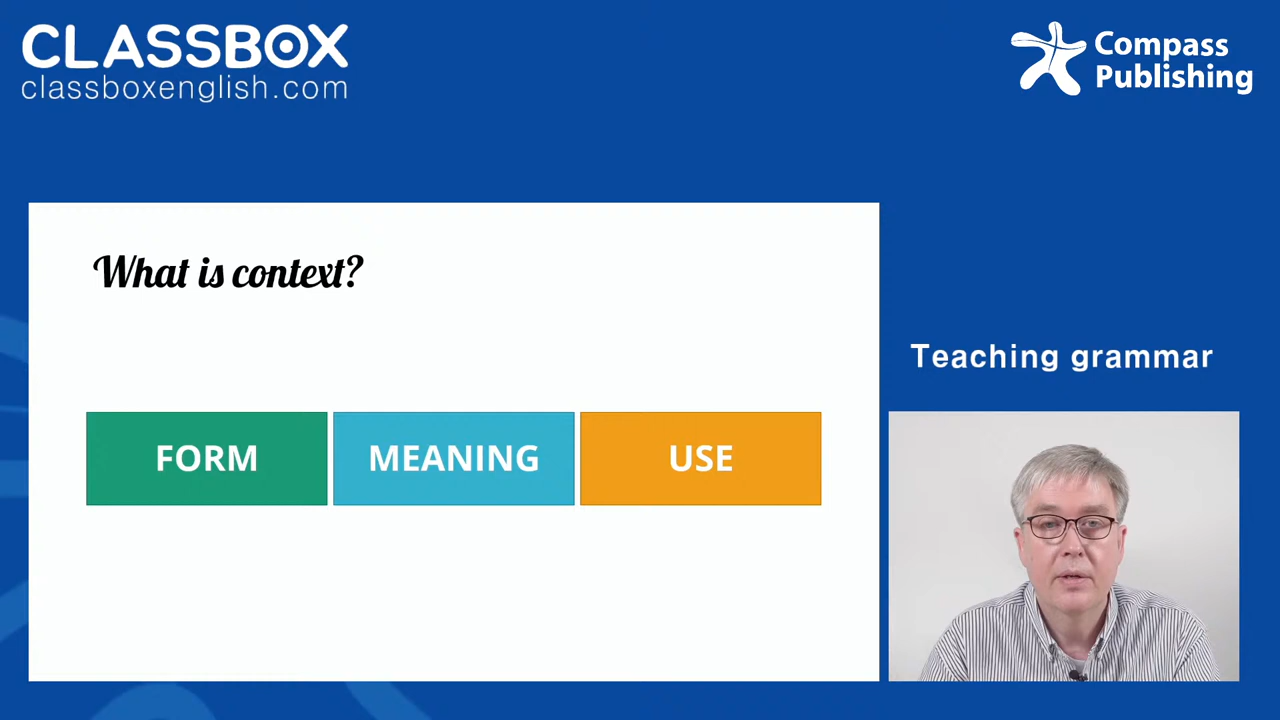 CLASSBOX
classboxenglish.com
Compass
Publishing
What is context?
FORM
MEANING
USE
Teaching grammar